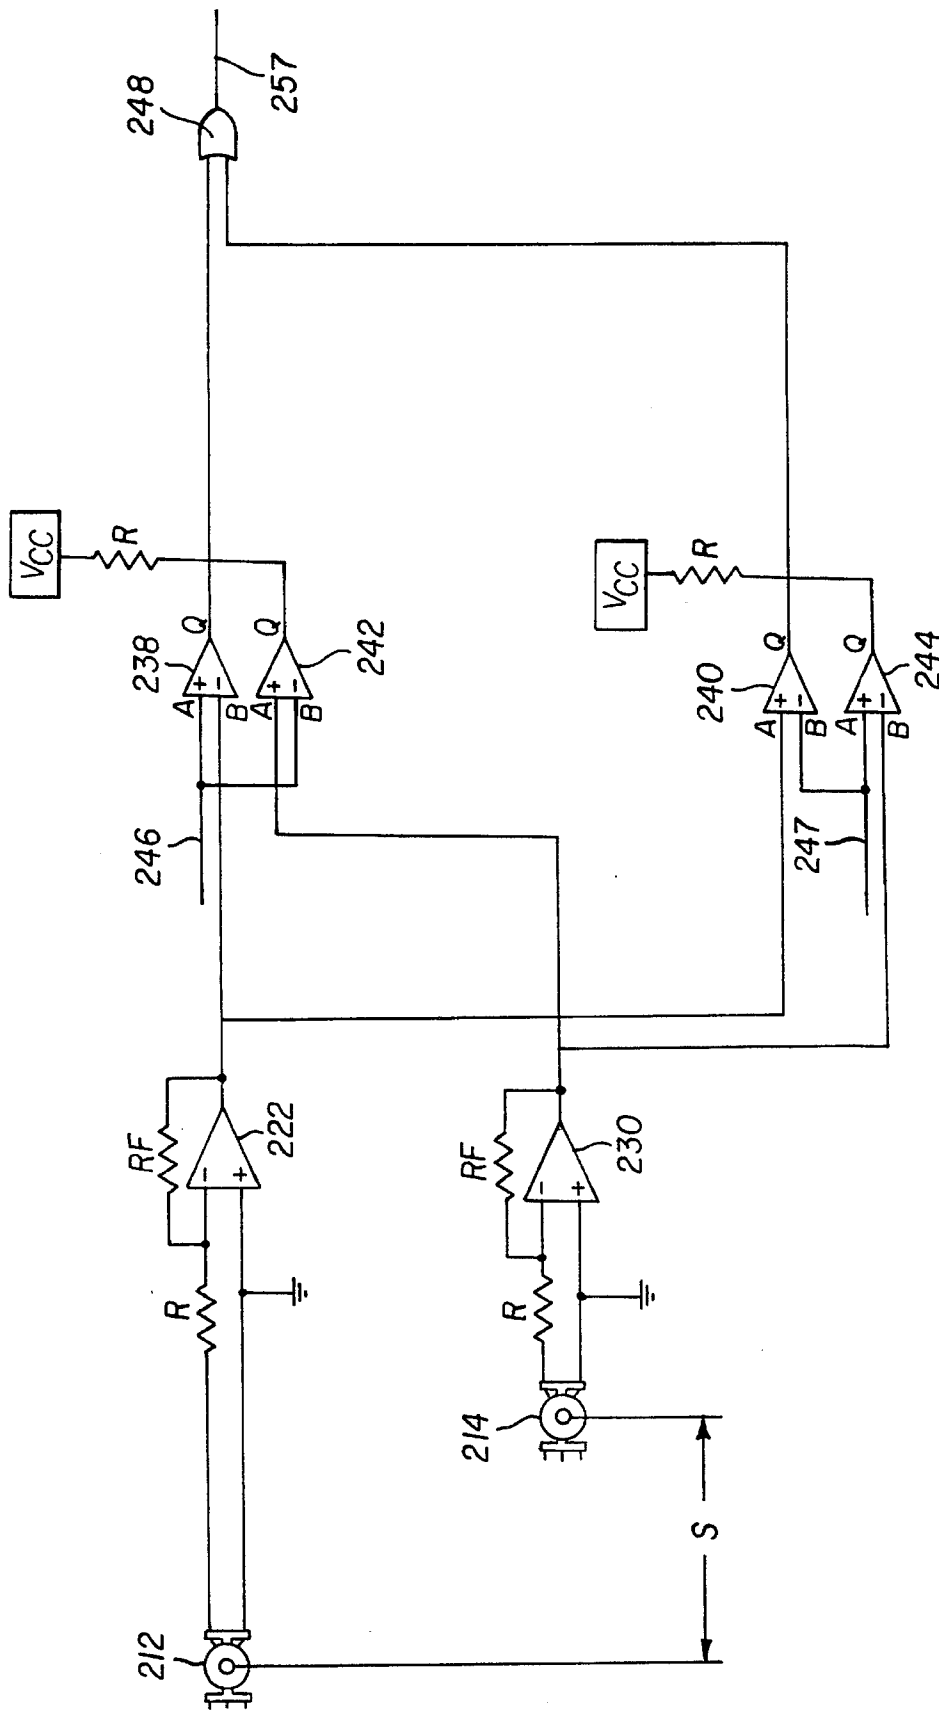 248
257
VCC
R
238
Q
A
+
−
B
242
Q
A
+
−
B
246
VCC
R
240
Q
A
+
−
B
244
Q
A
+
−
B
247
RF
222
−
+
R
RF
230
−
+
R
212
214
S